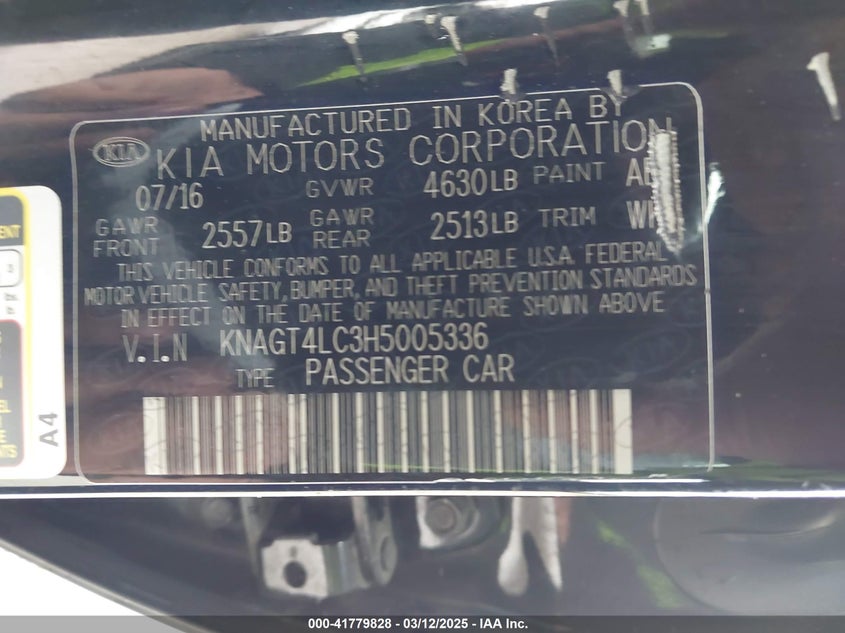 MANUFACTURED IN KOREA BY
KIA KIA MOTORS CORPORATION
07/16 GVWR 4630LB PAINT
GAWR FRONT 2557LB GAWR REAR 2513LB TRIM
THIS VEHICLE CONFORMS TO ALL APPLICABLE U.S.A. FEDERAL
MOTOR VEHICLE SAFETY, BUMPER, AND THEFT PREVENTION STANDARDS
IN EFFECT ON THE DATE OF MANUFACTURE SHOWN ABOVE
V.I.N KNAGT4LC3H5005336
TYPE PASSENGER CAR
A4
000-41779828 - 03/12/2025 - IAA Inc.